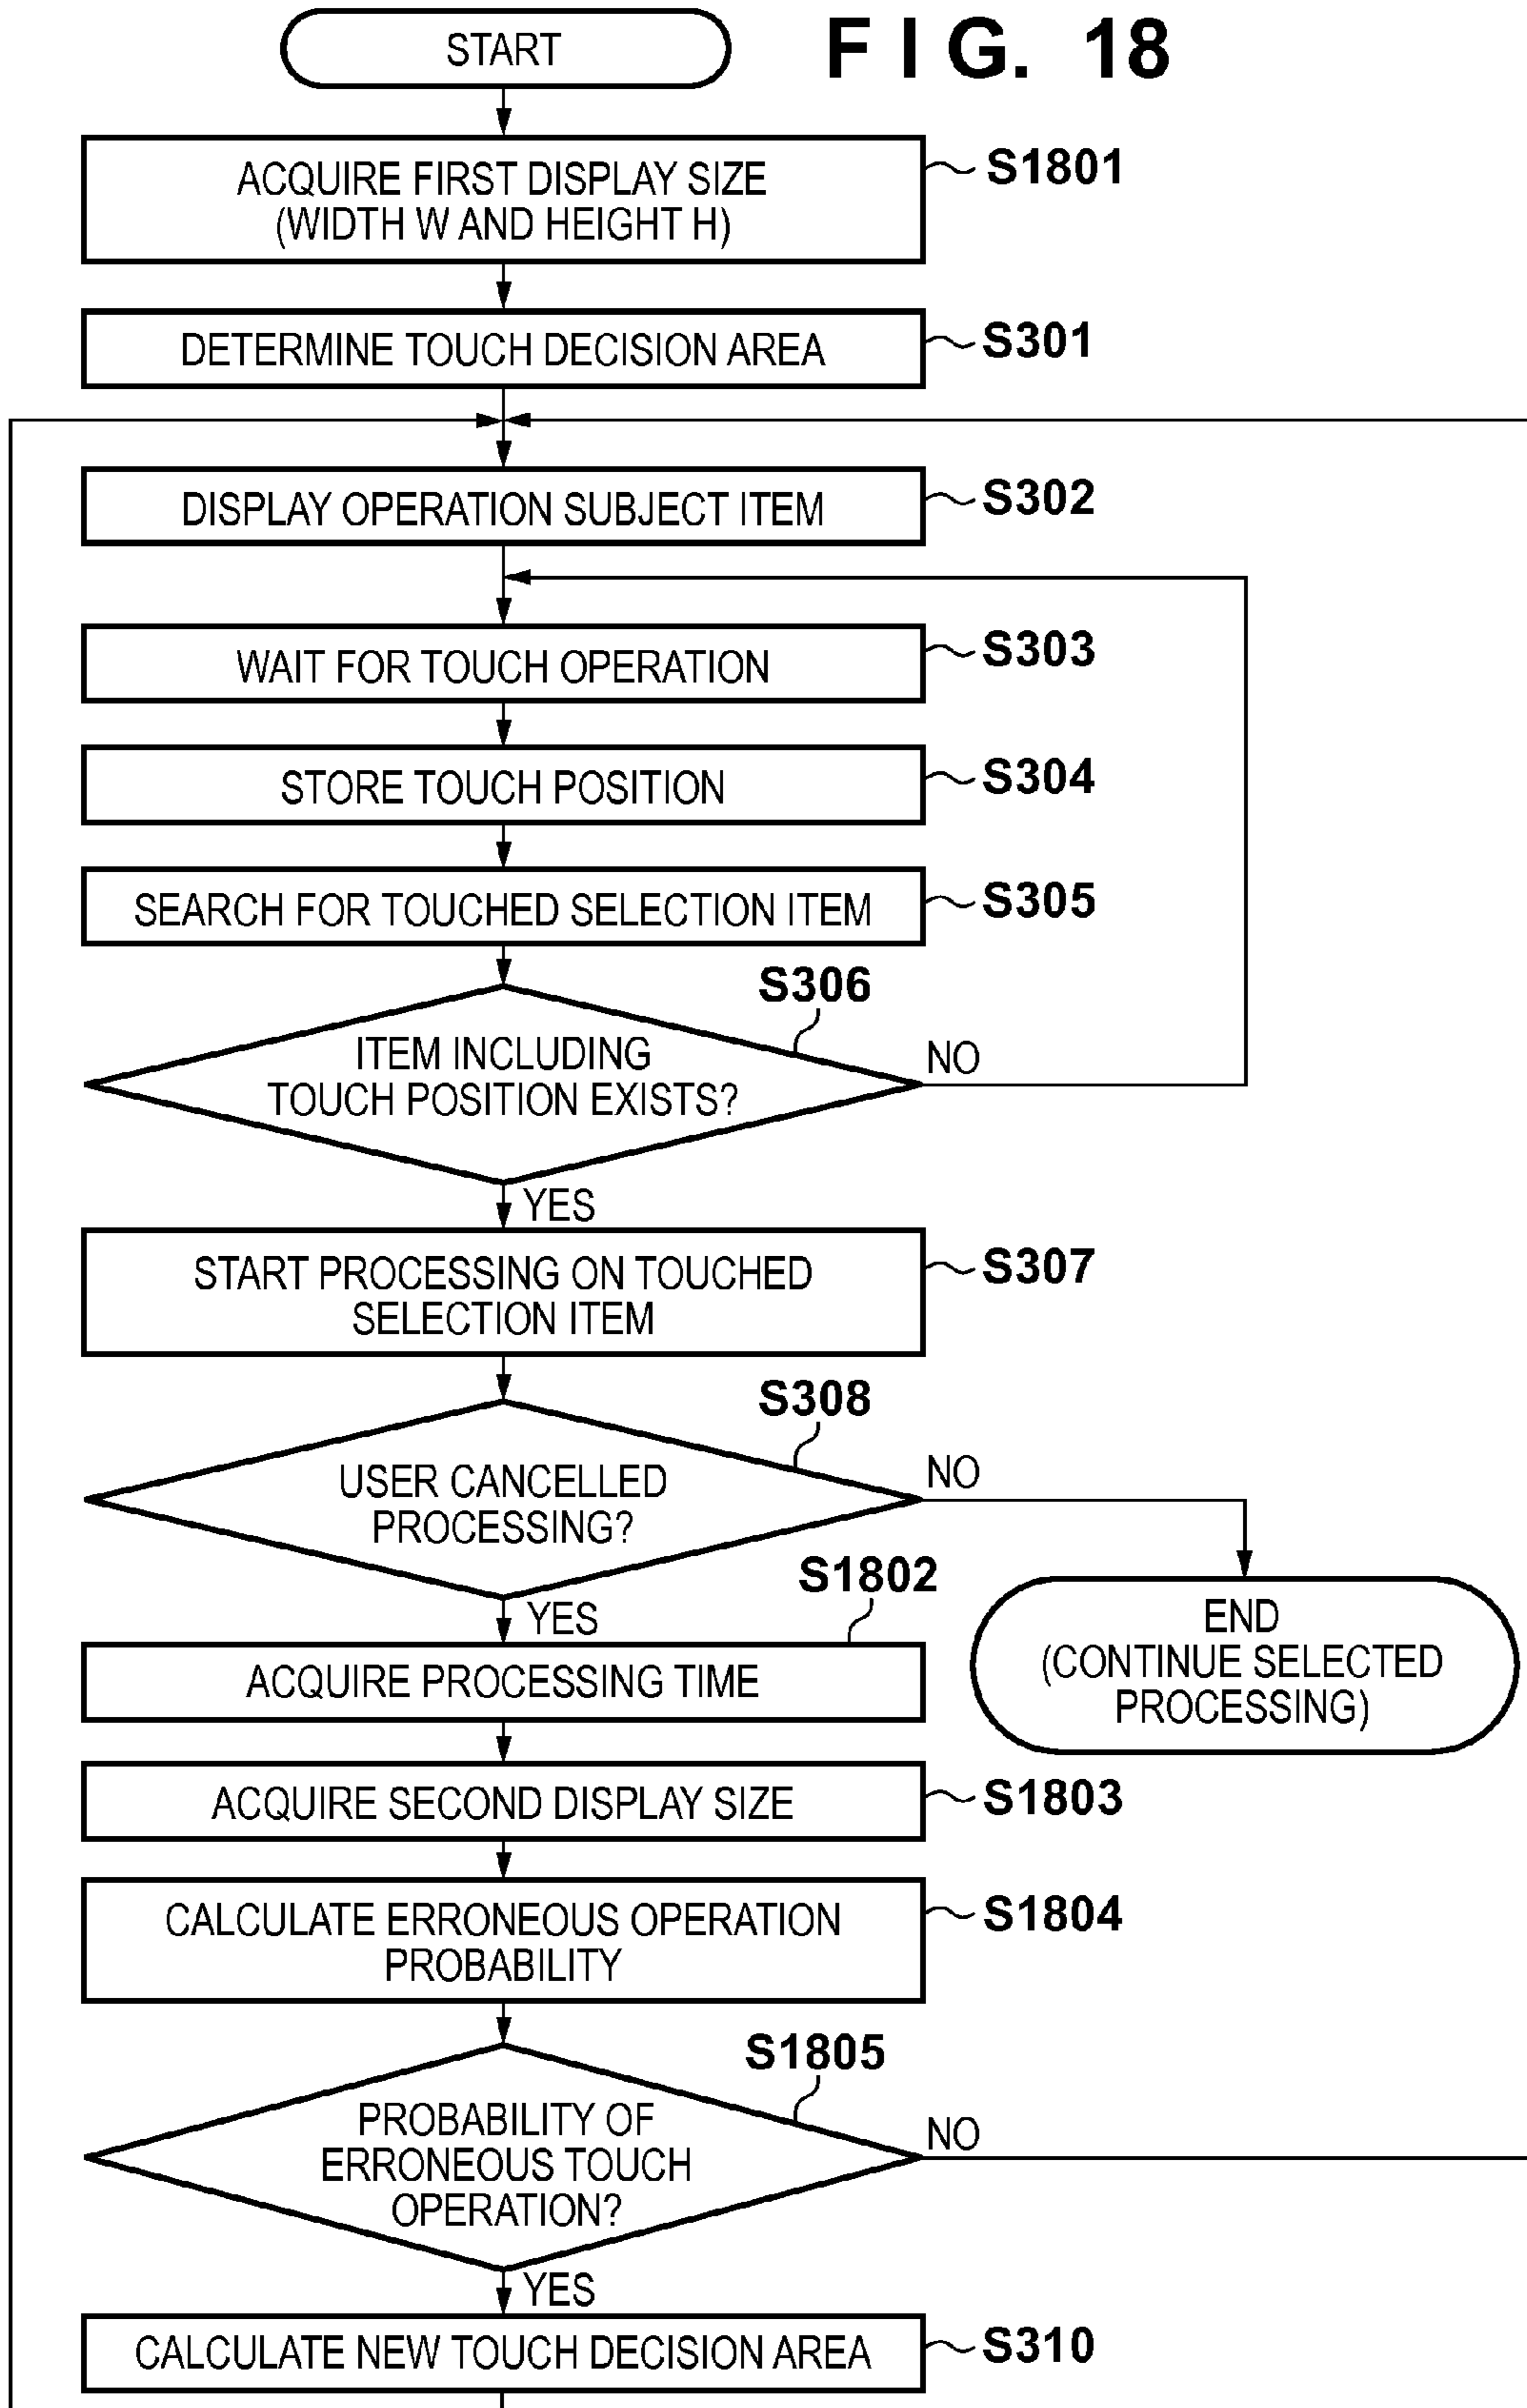 START
F I G. 18
ACQUIRE FIRST DISPLAY SIZE
(WIDTH W AND HEIGHT H)
S1801
DETERMINE TOUCH DECISION AREA
S301
DISPLAY OPERATION SUBJECT ITEM
S302
WAIT FOR TOUCH OPERATION
S303
STORE TOUCH POSITION
S304
SEARCH FOR TOUCHED SELECTION ITEM
S305
S306
ITEM INCLUDING
TOUCH POSITION EXISTS?
NO
YES
START PROCESSING ON TOUCHED
SELECTION ITEM
S307
S308
USER CANCELLED
PROCESSING?
NO
YES
END
(CONTINUE SELECTED
PROCESSING)
S1802
ACQUIRE PROCESSING TIME
ACQUIRE SECOND DISPLAY SIZE
S1803
CALCULATE ERRONEOUS OPERATION
PROBABILITY
S1804
S1805
PROBABILITY OF
ERRONEOUS TOUCH
OPERATION?
NO
YES
CALCULATE NEW TOUCH DECISION AREA
S310